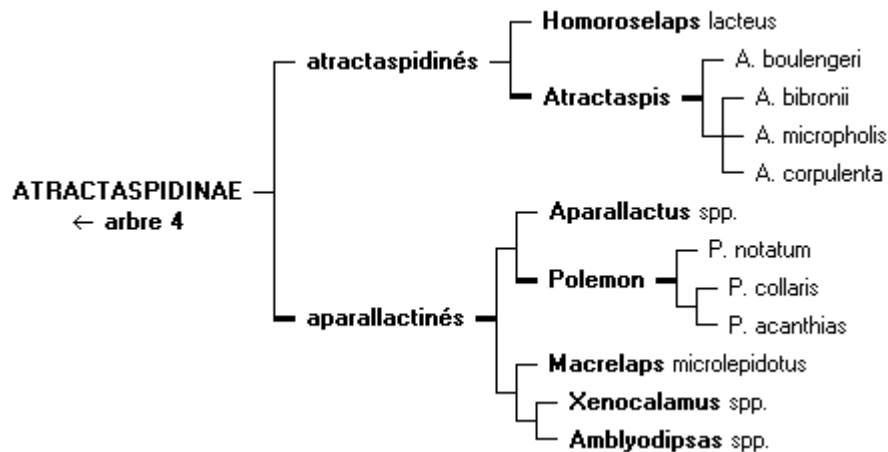 Homoroselaps lacteus
atractaspidinés
A. boulengeri
Atractaspis
A. bibronii
A. micropholis
A. corpulenta
ATRACTASPIDINAE
← arbre 4
Aparallactus spp.
P. notatum
Polemon
P. collaris
P. acanthias
aparallactinés
Macrelaps microlepidotus
Xenocalamus spp.
Amblyodipsas spp.